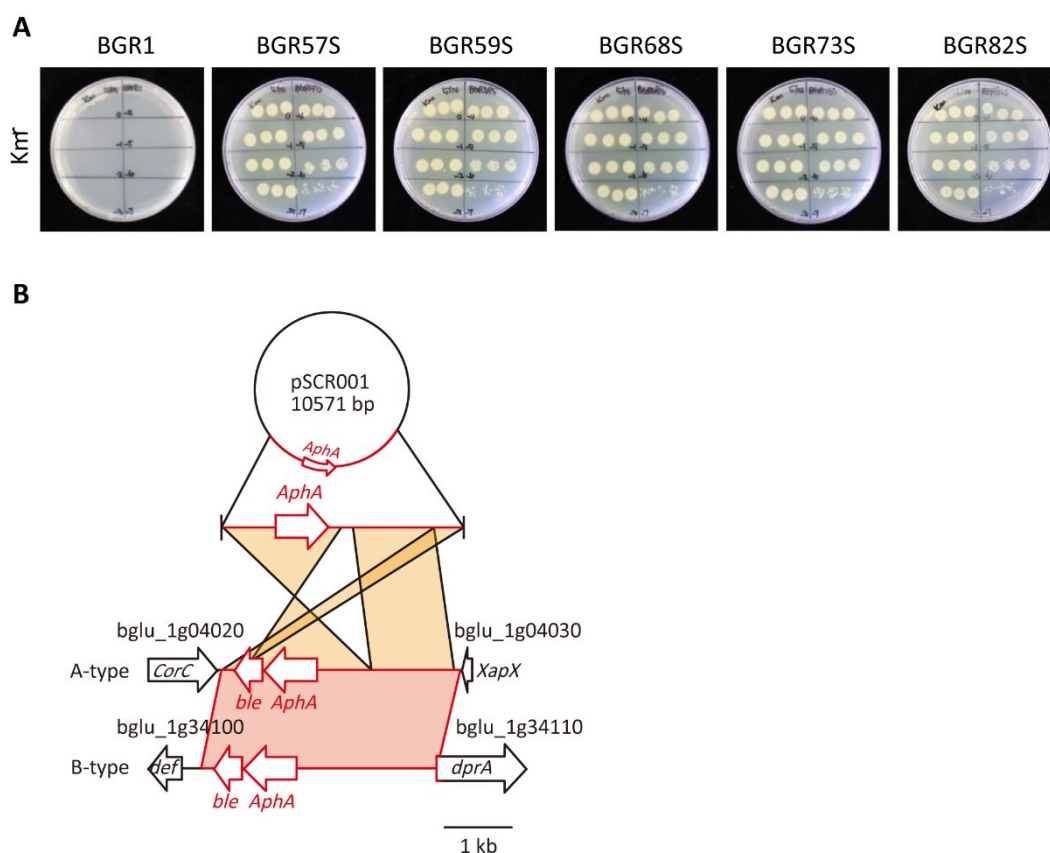 A
BGR1 BGR57S BGR59S BGR68S BGR73S BGR82S
Kmʳ
B
pSCR001
10571 bp
AphA
AphA
bglu_1g04020 bglu_1g04030
A-type CorC XapX
ble AphA
bglu_1g34100 bglu_1g34110
B-type def dprA
ble AphA
1 kb